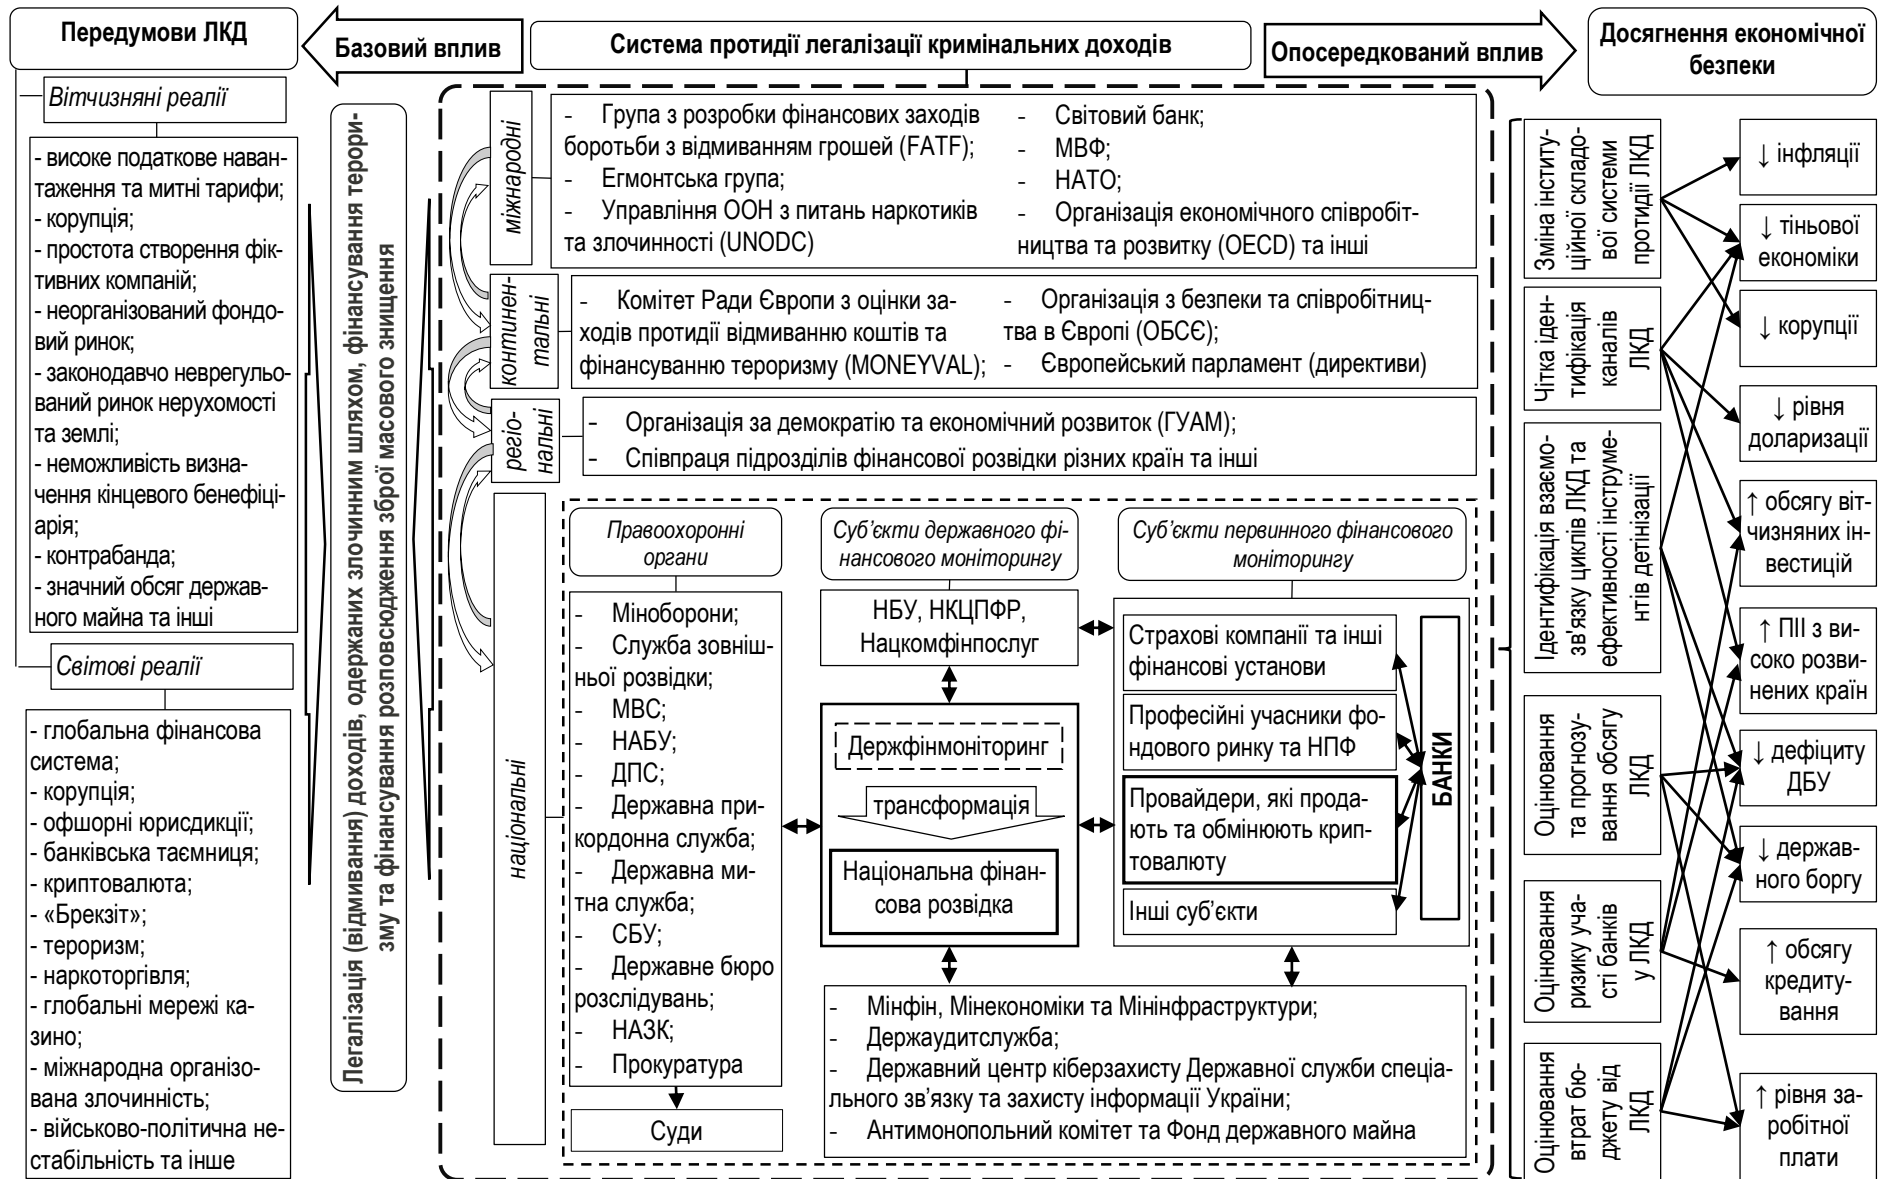 Передумови ЛКД
Базовий вплив
Система протидії легалізації кримінальних доходів
Опосередкований вплив
Досягнення економічної
безпеки
Вітчизняні реалії
- високе податкове наван-
таження та митні тарифи;
- корупція;
- простота створення фік-
тивних компаній;
- неорганізований фондо-
вий ринок;
- законодавчо неврегульо-
ваний ринок нерухомості
та землі;
- неможливість визна-
чення кінцевого бенефіці-
арія;
- контрабанда;
- значний обсяг держав-
ного майна та інші
Світові реалії
- глобальна фінансова
система;
- корупція;
- офшорні юрисдикції;
- банківська таємниця;
- криптовалюта;
- «Брекзіт»;
- тероризм;
- наркоторгівля;
- глобальні мережі ка-
зино;
- міжнародна організо-
вана злочинність;
- військово-політична не-
стабільність та інше
Легалізація (відмивання) доходів, одержаних злочинним шляхом, фінансування терори-
зму та фінансування розповсюдження зброї масового знищення
міжнародні
- Група з розробки фінансових заходів
боротьби з відмиванням грошей (FATF);
- Егмонтська група;
- Управління ООН з питань наркотиків
та злочинності (UNODC)
- Світовий банк;
- МВФ;
- НАТО;
- Організація економічного співробіт-
ництва та розвитку (OECD) та інші
континен-
тальні
- Комітет Ради Європи з оцінки за-
ходів протидії відмиванню коштів та
фінансуванню тероризму (MONEYVAL);
- Організація з безпеки та співробітниц-
тва в Європі (ОБСЄ);
- Європейський парламент (директиви)
регіо-
нальні
- Організація за демократію та економічний розвиток (ГУАМ);
- Співпраця підрозділів фінансової розвідки різних країн та інші
національні
Правоохоронні
органи
- Міноборони;
- Служба зовніш-
ньої розвідки;
- МВС;
- НАБУ;
- ДПС;
- Державна при-
кордонна служба;
- Державна ми-
тна служба;
- СБУ;
- Державне бюро
розслідувань;
- НАЗК;
- Прокуратура
Суди
Суб’єкти державного фі-
нансового моніторингу
НБУ, НКЦПФР,
Нацкомфінпослуг
Держфінмоніторинг
трансформація
Національна фінан-
сова розвідка
Суб’єкти первинного фінансового
моніторингу
Страхові компанії та інші
фінансові установи
Професійні учасники фо-
ндового ринку та НПФ
Провайдери, які прода-
ють та обмінюють крип-
товалюту
Інші суб’єкти
БАНКИ
- Мінфін, Мінекономіки та Мінінфраструктури;
- Держаудитслужба;
- Державний центр кіберзахисту Державної служби спеціа-
льного зв'язку та захисту інформації України;
- Антимонопольний комітет та Фонд державного майна
Зміна інститу-
ційної складо-
вої системи
протидії ЛКД
Чітка іден-
тифікація
каналів
ЛКД
Ідентифікація взаємо-
зв'язку циклів ЛКД та
ефективності інструме-
нтів детінізації
Оцінювання
та прогнозу-
вання обсягу
ЛКД
Оцінювання
ризику уча-
сті банків
у ЛКД
Оцінювання
втрат бю-
джету від
ЛКД
↓ інфляції
↓ тіньової
економіки
↓ корупції
↓ рівня
доларизації
↑ обсягу віт-
чизняних ін-
вестицій
↑ ПІІ з ви-
соко розви-
нених країн
↓ дефіциту
ДБУ
↓ держав-
ного боргу
↑ обсягу
кредиту-
вання
↑ рівня за-
робітної
плати